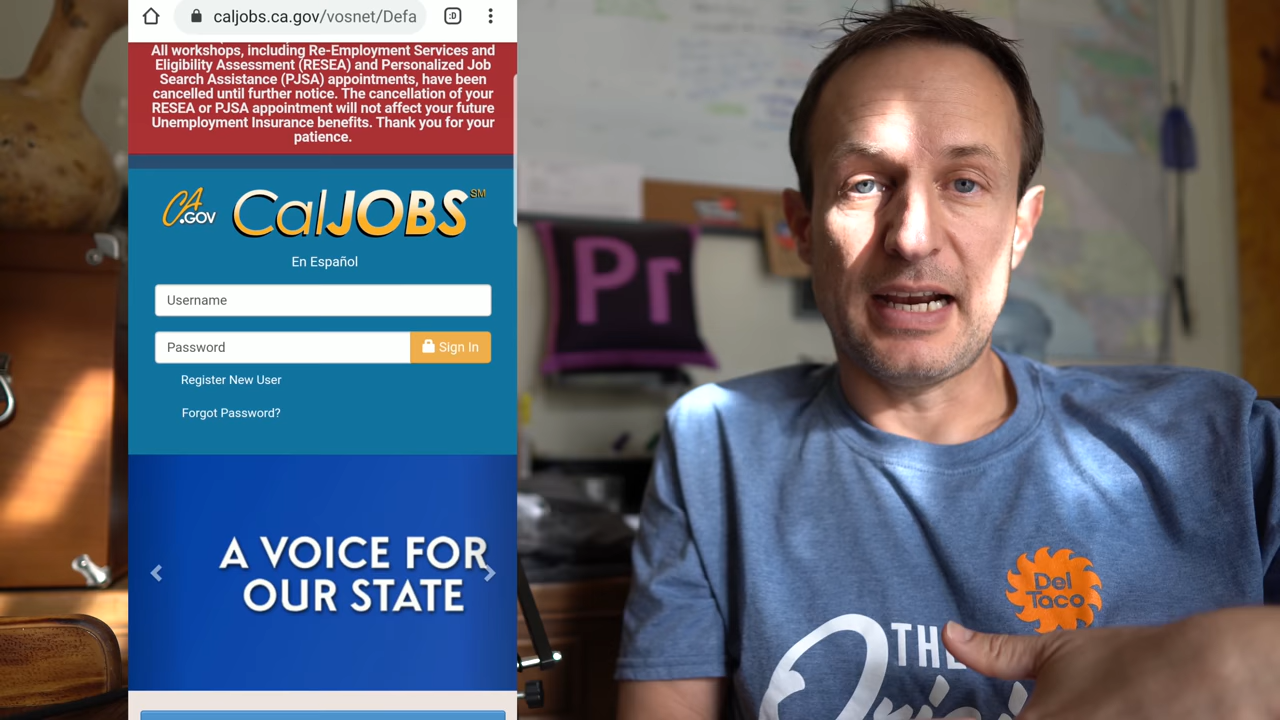 caljobs.ca.gov/vosnet/Defa
:D
All workshops, including Re-Employment Services and
Eligibility Assessment (RESEA) and Personalized Job
Search Assistance (PJSA) appointments, have been
cancelled until further notice. The cancellation of your
RESEA or PJSA appointment will not affect your future
Unemployment Insurance benefits. Thank you for your
patience.
CA
.GOV
CalJOBS SM
En Español
Username
Password
Sign In
Register New User
Forgot Password?
A VOICE FOR
OUR STATE
Pr
Del
Taco
THE